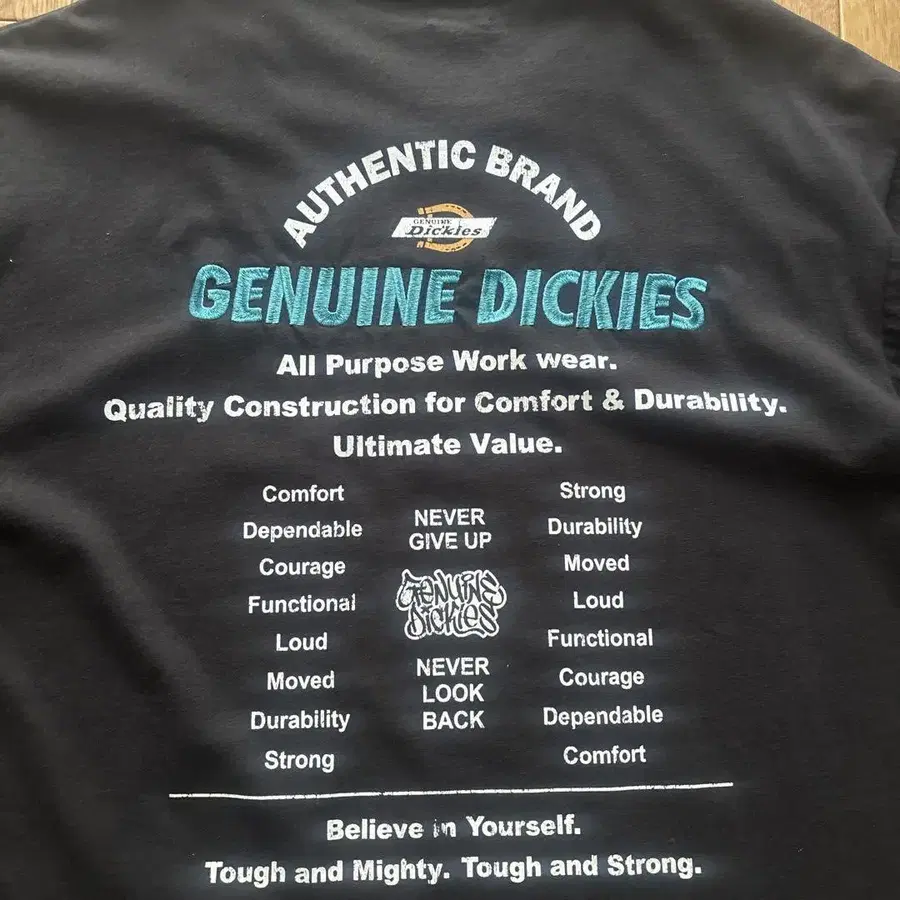 AUTHENTIC BRAND
GENUINE
Dickies
GENUINE DICKIES
All Purpose Work wear.
Quality Construction for Comfort & Durability.
Ultimate Value.
Comfort
Dependable
Courage
Functional
Loud
Moved
Durability
Strong
NEVER
GIVE UP
GENUINE
DICKIES
NEVER
LOOK
BACK
Strong
Durability
Moved
Loud
Functional
Courage
Dependable
Comfort
Believe in Yourself.
Tough and Mighty. Tough and Strong.